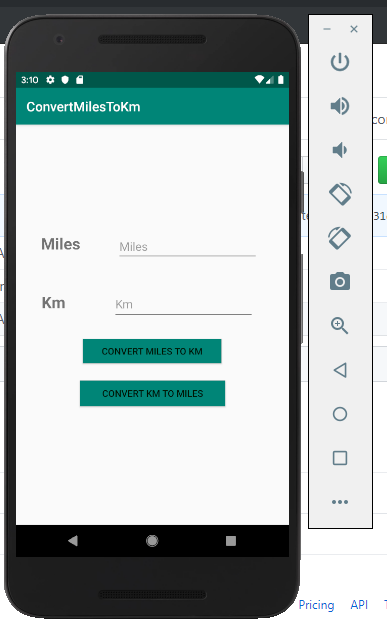 3:10
ConvertMilesToKm
Miles
Miles
Km
Km
CONVERT MILES TO KM
CONVERT KM TO MILES
Pricing API